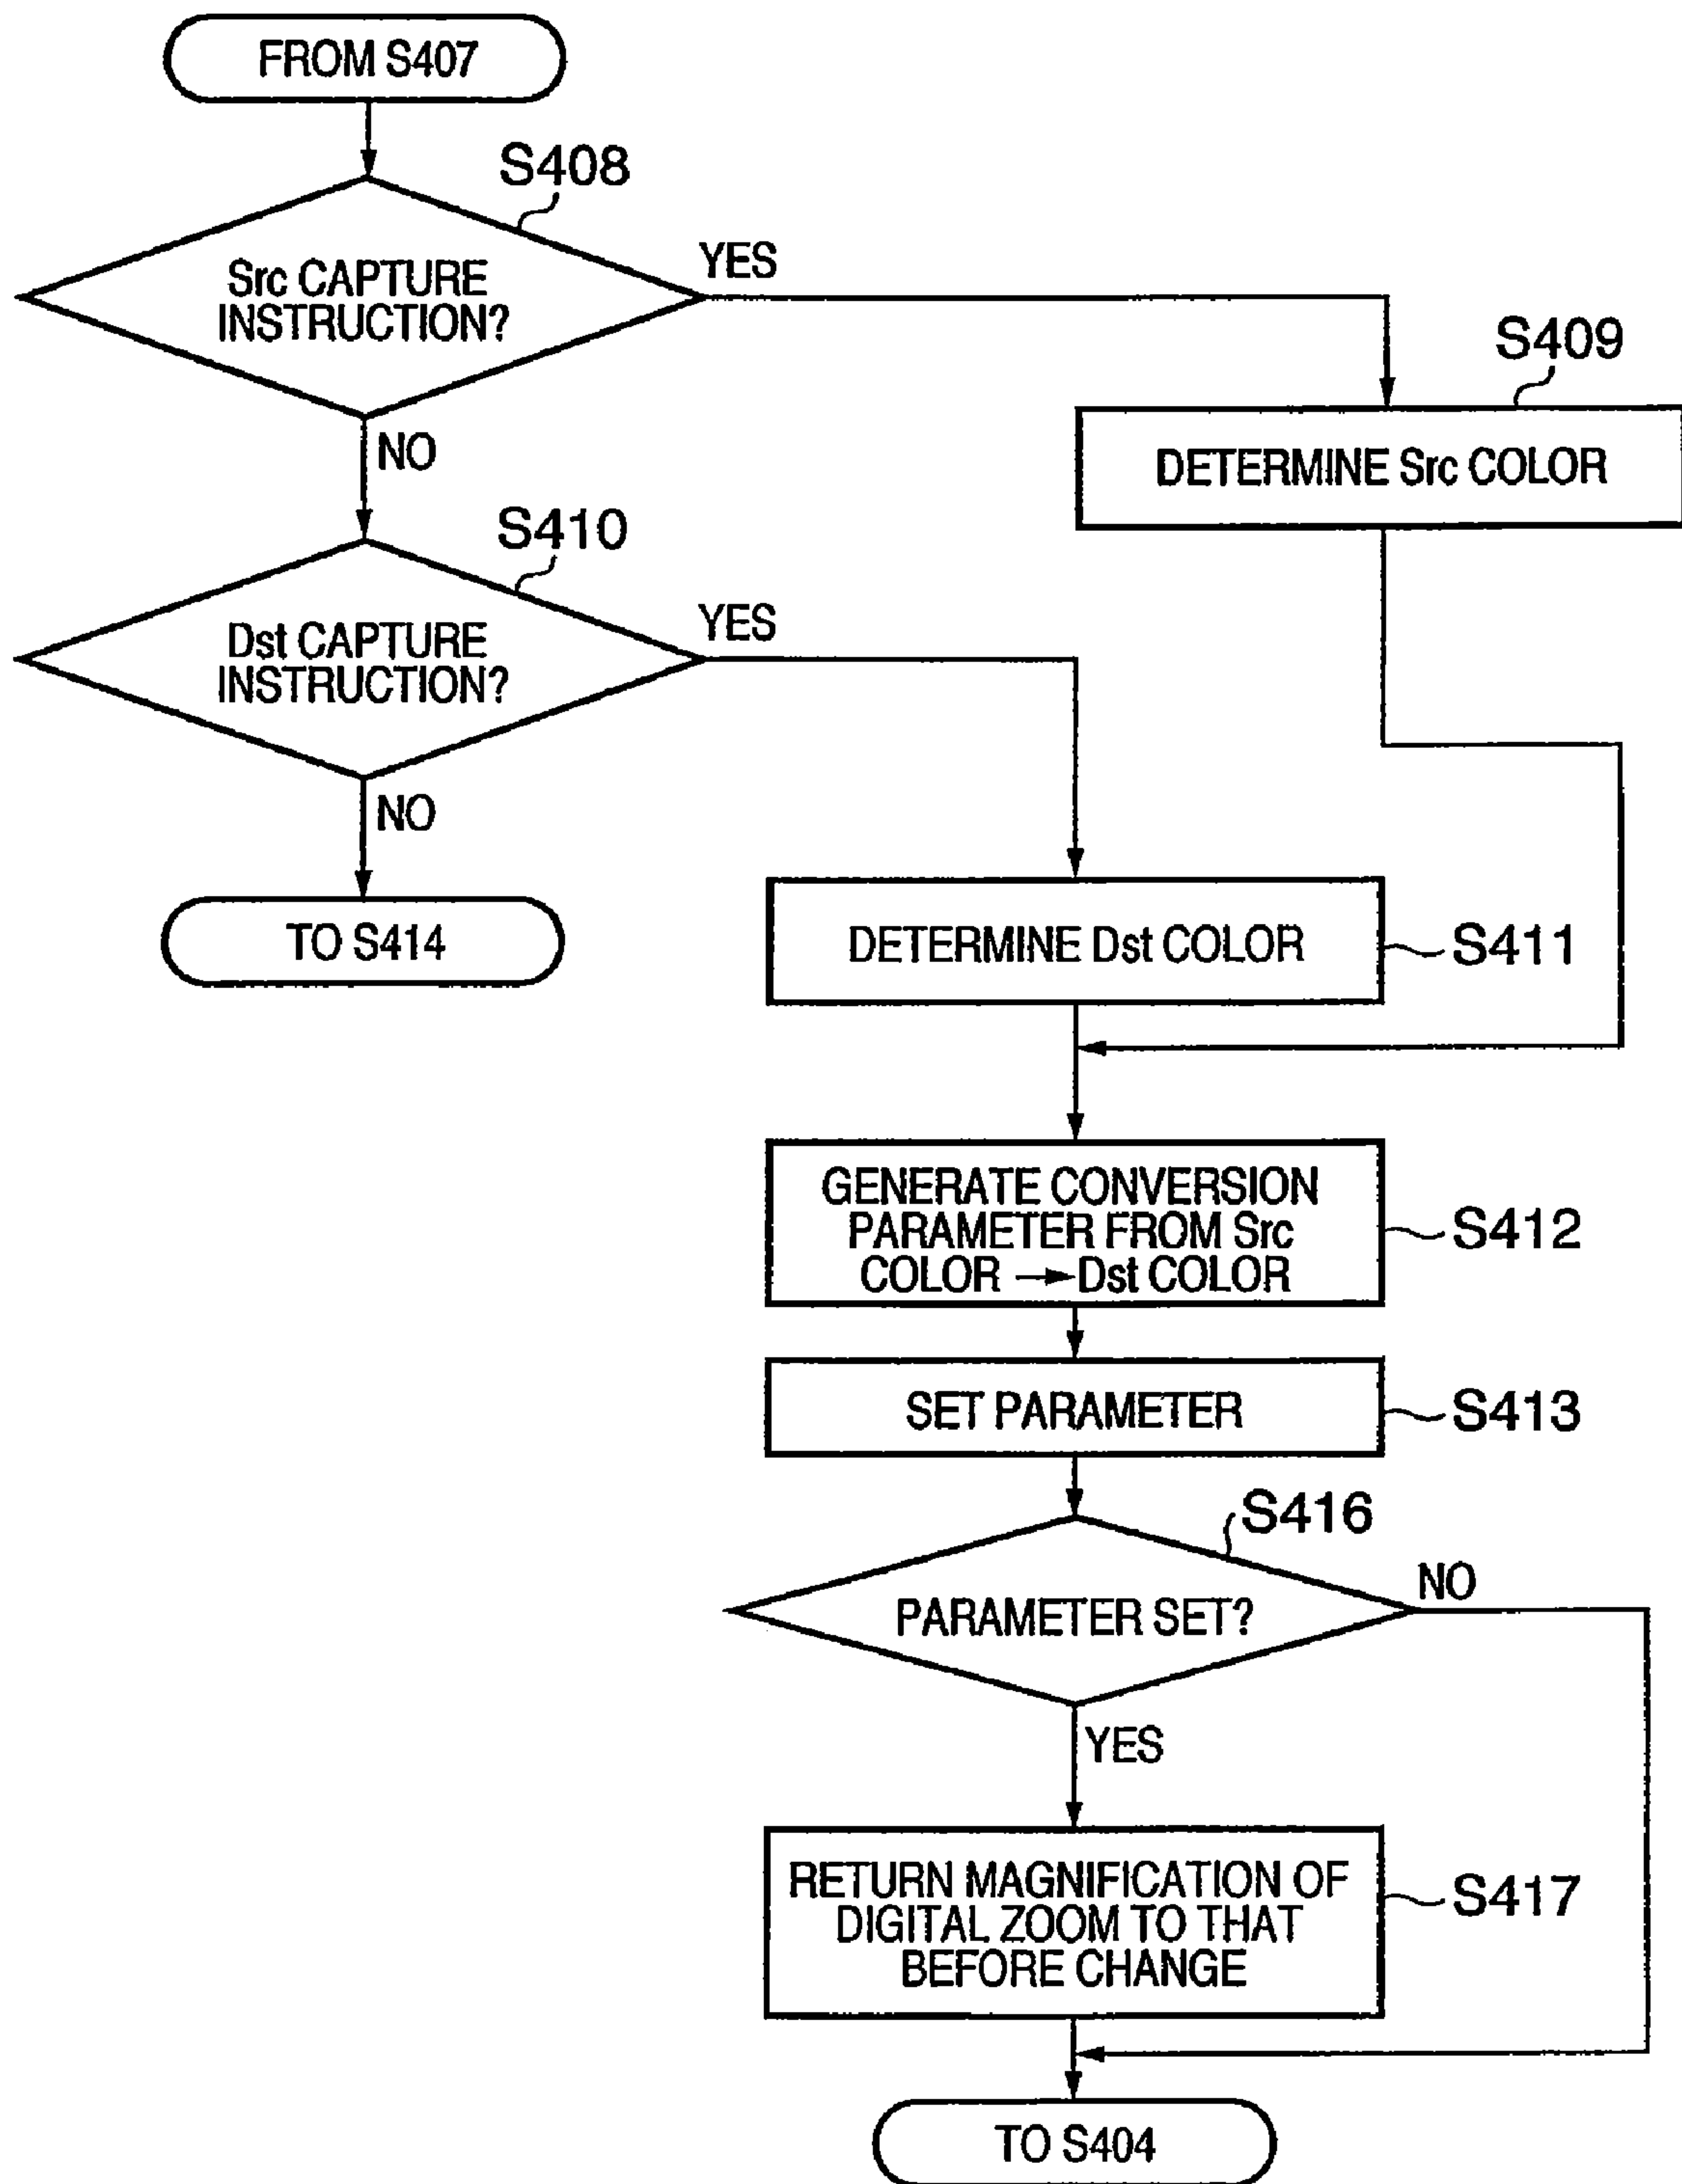 FROM S407
S408
Src CAPTURE
INSTRUCTION?
YES
NO
S409
DETERMINE Src COLOR
S410
Dst CAPTURE
INSTRUCTION?
YES
NO
TO S414
DETERMINE Dst COLOR
S411
GENERATE CONVERSION
PARAMETER FROM Src
COLOR → Dst COLOR
S412
SET PARAMETER
S413
S416
PARAMETER SET?
NO
YES
RETURN MAGNIFICATION OF
DIGITAL ZOOM TO THAT
BEFORE CHANGE
S417
TO S404